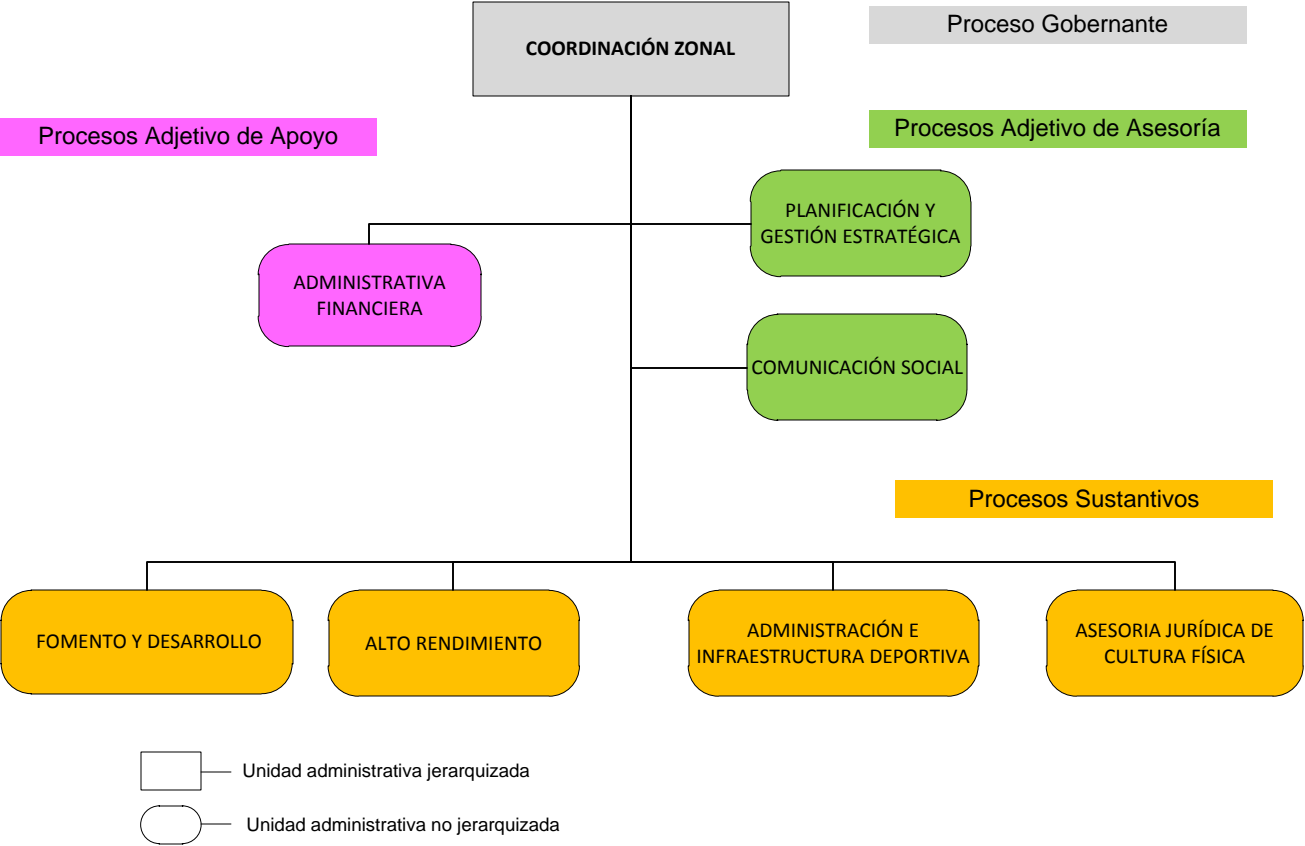 COORDINACIÓN ZONAL
Proceso Gobernante
Procesos Adjetivo de Apoyo
Procesos Adjetivo de Asesoría
PLANIFICACIÓN Y
GESTIÓN ESTRATÉGICA
ADMINISTRATIVA
FINANCIERA
COMUNICACIÓN SOCIAL
Procesos Sustantivos
FOMENTO Y DESARROLLO
ALTO RENDIMIENTO
ADMINISTRACIÓN E
INFRAESTRUCTURA DEPORTIVA
ASESORIA JURÍDICA DE
CULTURA FÍSICA
Unidad administrativa jerarquizada
Unidad administrativa no jerarquizada